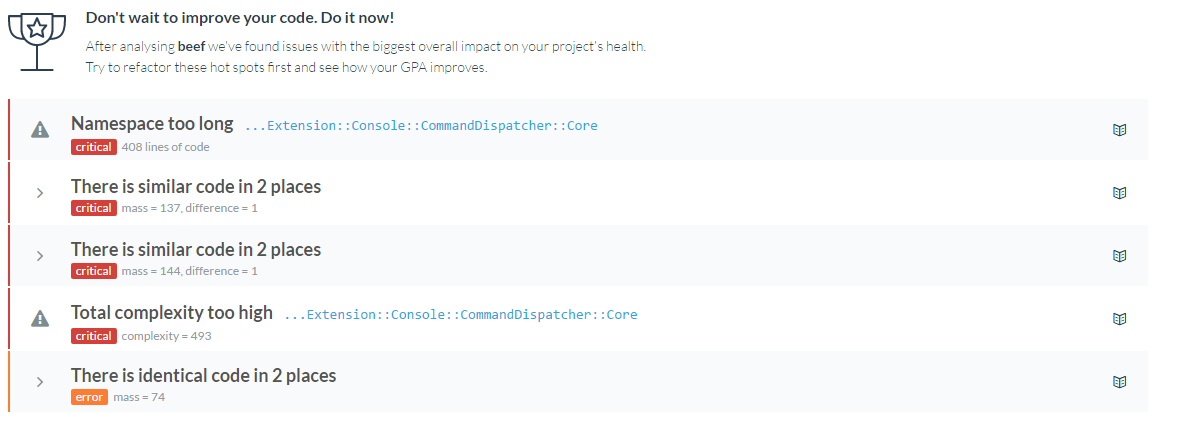 Don't wait to improve your code. Do it now!
After analysing beef we've found issues with the biggest overall impact on your project's health.
Try to refactor these hot spots first and see how your GPA improves.
Namespace too long ...Extension::Console::CommandDispatcher::Core
critical 408 lines of code
There is similar code in 2 places
critical mass = 137, difference = 1
There is similar code in 2 places
critical mass = 144, difference = 1
Total complexity too high ...Extension::Console::CommandDispatcher::Core
critical complexity = 493
There is identical code in 2 places
error mass = 74